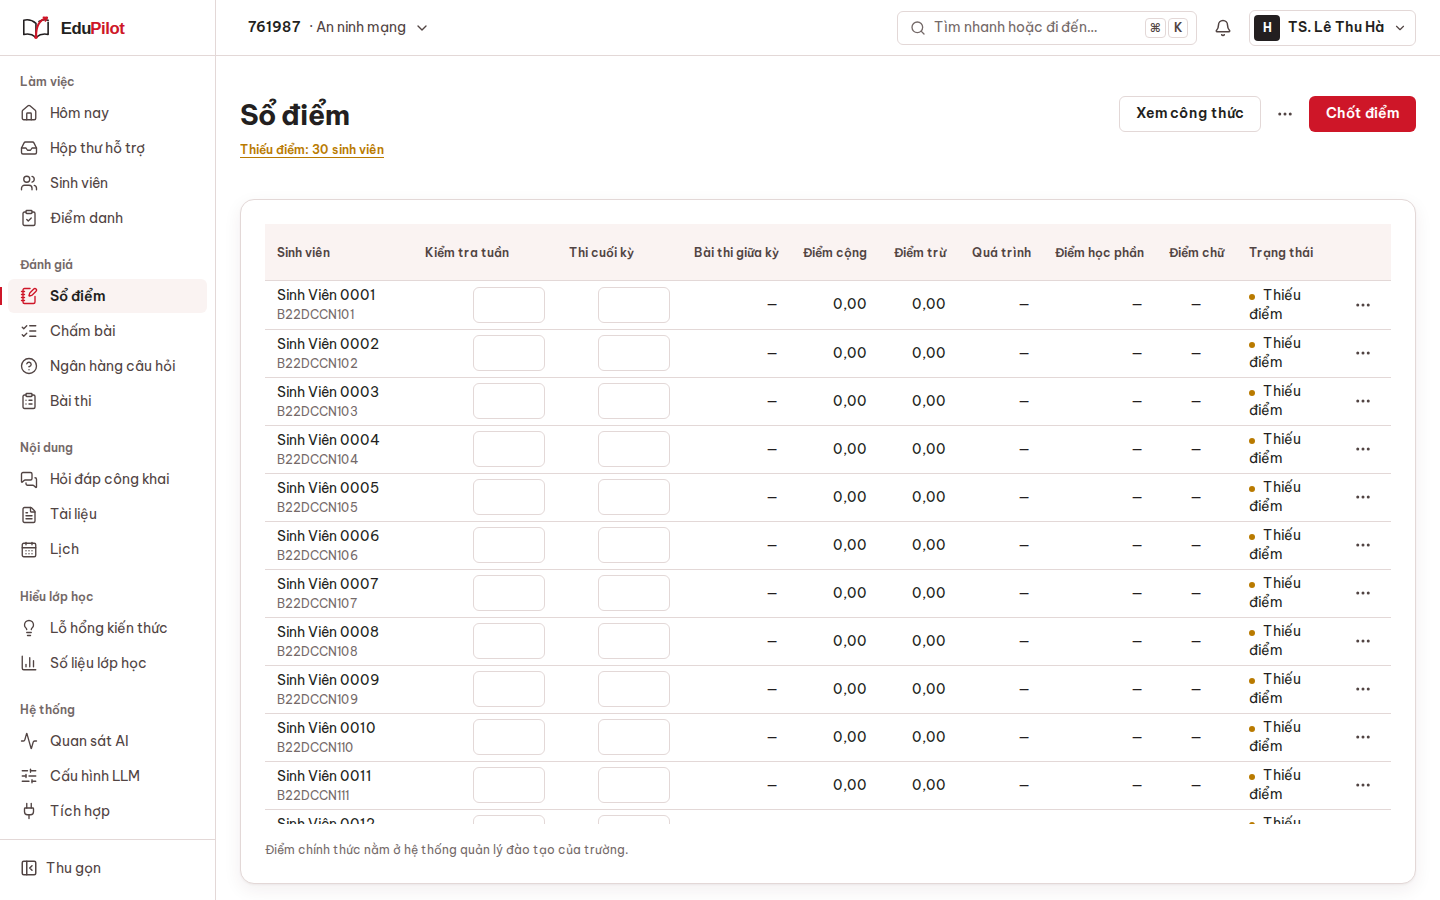 EduPilot
761987 · An ninh mạng
Tìm nhanh hoặc đi đến...
⌘ K
H
TS. Lê Thu Hà
Làm việc
Hôm nay
Hộp thư hỗ trợ
Sinh viên
Điểm danh
Đánh giá
Sổ điểm
Chấm bài
Ngân hàng câu hỏi
Bài thi
Nội dung
Hỏi đáp công khai
Tài liệu
Lịch
Hiểu lớp học
Lỗ hổng kiến thức
Số liệu lớp học
Hệ thống
Quan sát AI
Cấu hình LLM
Tích hợp
Thu gọn
Sổ điểm
Thiếu điểm: 30 sinh viên
Xem công thức
Chốt điểm
Sinh viên Kiểm tra tuần Thi cuối kỳ Bài thi giữa kỳ Điểm cộng Điểm trừ Quá trình Điểm học phần Điểm chữ Trạng thái
Sinh Viên 0001 – 0,00 0,00 – – – Thiếu
B22DCCN101 điểm
Sinh Viên 0002 – 0,00 0,00 – – – Thiếu
B22DCCN102 điểm
Sinh Viên 0003 – 0,00 0,00 – – – Thiếu
B22DCCN103 điểm
Sinh Viên 0004 – 0,00 0,00 – – – Thiếu
B22DCCN104 điểm
Sinh Viên 0005 – 0,00 0,00 – – – Thiếu
B22DCCN105 điểm
Sinh Viên 0006 – 0,00 0,00 – – – Thiếu
B22DCCN106 điểm
Sinh Viên 0007 – 0,00 0,00 – – – Thiếu
B22DCCN107 điểm
Sinh Viên 0008 – 0,00 0,00 – – – Thiếu
B22DCCN108 điểm
Sinh Viên 0009 – 0,00 0,00 – – – Thiếu
B22DCCN109 điểm
Sinh Viên 0010 – 0,00 0,00 – – – Thiếu
B22DCCN110 điểm
Sinh Viên 0011 – 0,00 0,00 – – – Thiếu
B22DCCN111 điểm
Sinh Viên 0012 Thiếu
Điểm chính thức nằm ở hệ thống quản lý đào tạo của trường.